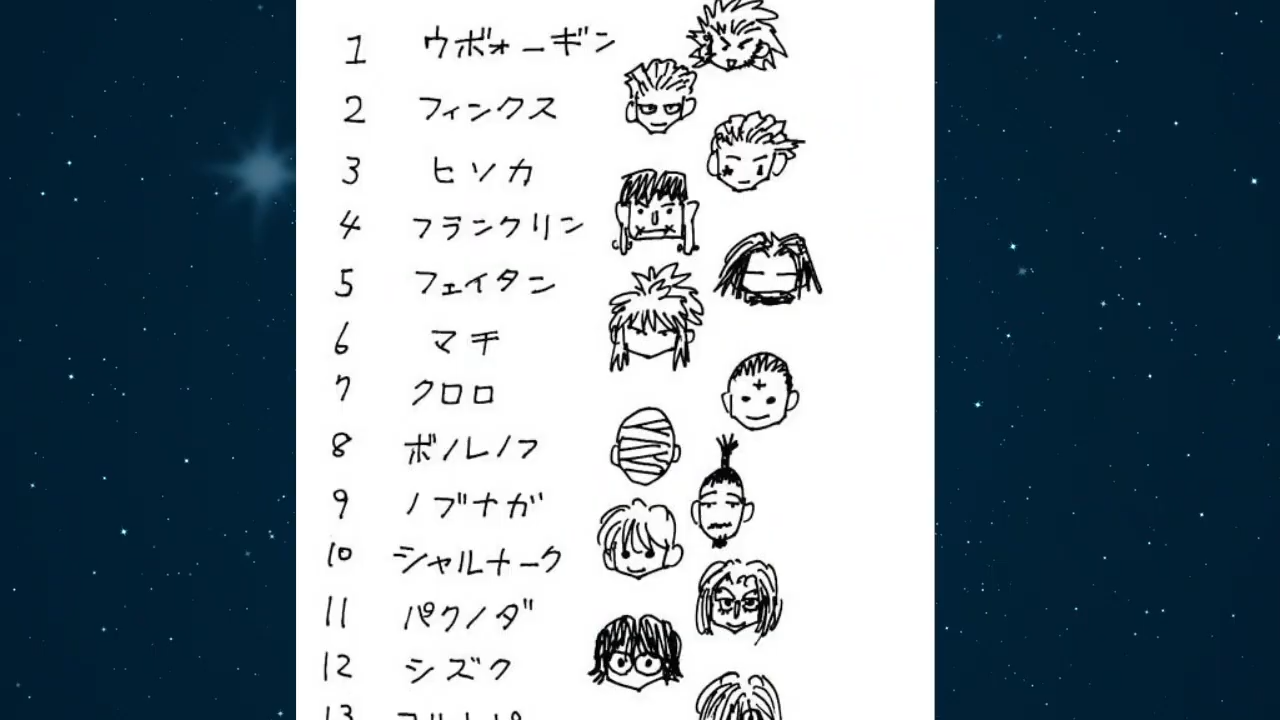 1 ウボォーギン
2 フィンクス
3 ヒソカ
4 フランクリン
5 フェイタン
6 マチ
7 クロロ
8 ボノレノフ
9 ノブナガ
10 シャルナーク
11 パクノダ
12 シズク
13